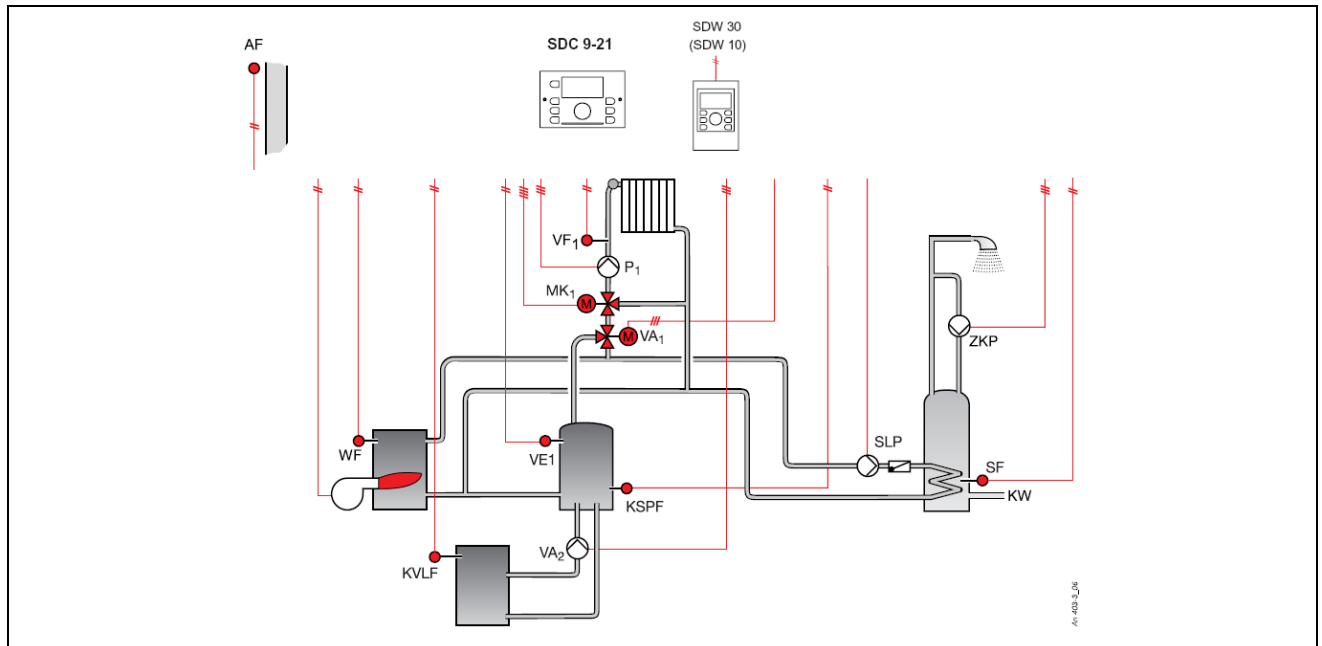 AF
SDC 9-21
SDW 30
(SDW 10)
VF1
P1
MK1
M
M
VA1
ZKP
WF
VE1
SLP
SF
KSPF
KW
VA2
KVLF
An 403-3_06